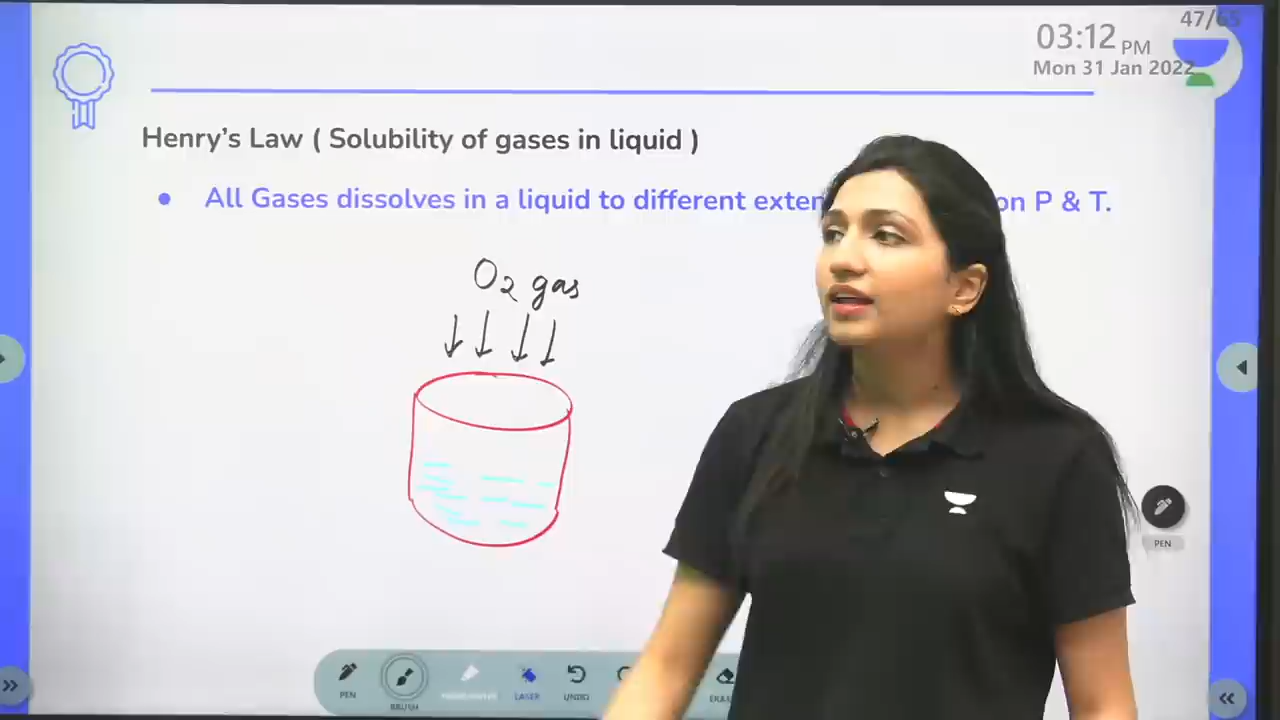 47/65
03:12 PM
Mon 31 Jan 2022
Henry's Law ( Solubility of gases in liquid )
• All Gases dissolves in a liquid to different on P & T.
O2 gas
PEN
PEN
BRUSH
LASER
UNDO